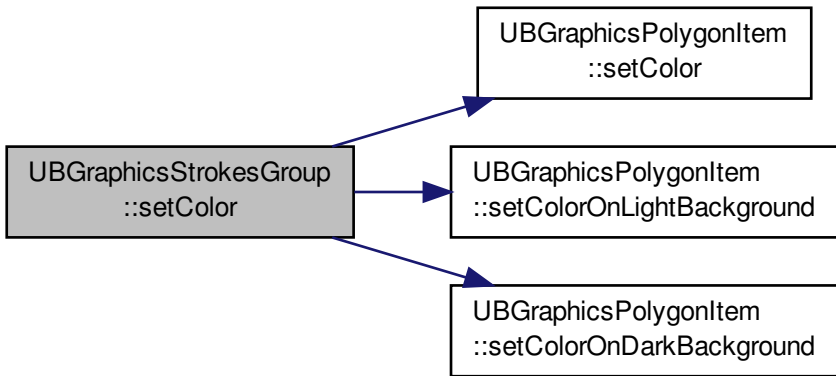 UBGraphicsPolygonItem
::setColor
UBGraphicsStrokesGroup
::setColor
UBGraphicsPolygonItem
::setColorOnLightBackground
UBGraphicsPolygonItem
::setColorOnDarkBackground